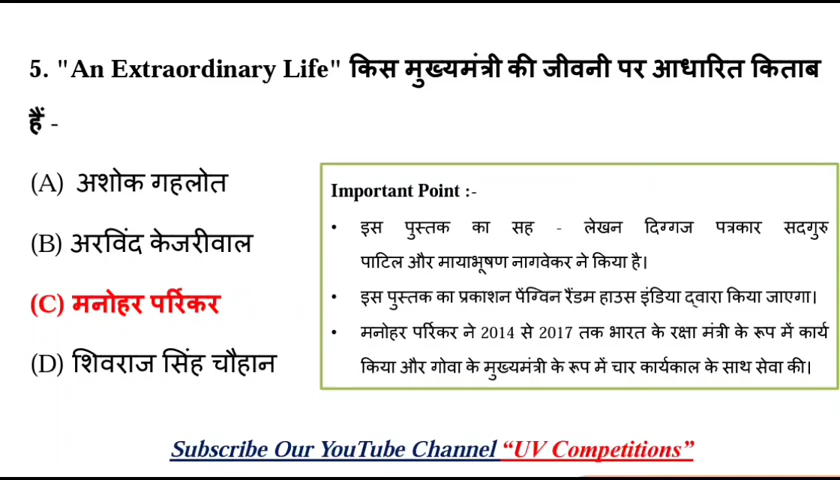 5. "An Extraordinary Life" किस मुख्यमंत्री की जीवनी पर आधारित किताब
हैं -
(A) अशोक गहलोत
(B) अरविंद केजरीवाल
(C) मनोहर पर्रिकर
(D) शिवराज सिंह चौहान
Important Point :-
• इस पुस्तक का सह - लेखन दिग्गज पत्रकार सदगुरु
पाटिल और मायाभूषण नागवेकर ने किया है।
• इस पुस्तक का प्रकाशन पेंग्विन रैंडम हाउस इंडिया द्वारा किया जाएगा।
• मनोहर पर्रिकर ने 2014 से 2017 तक भारत के रक्षा मंत्री के रूप में कार्य
किया और गोवा के मुख्यमंत्री के रूप में चार कार्यकाल के साथ सेवा की।
Subscribe Our YouTube Channel “UV Competitions”